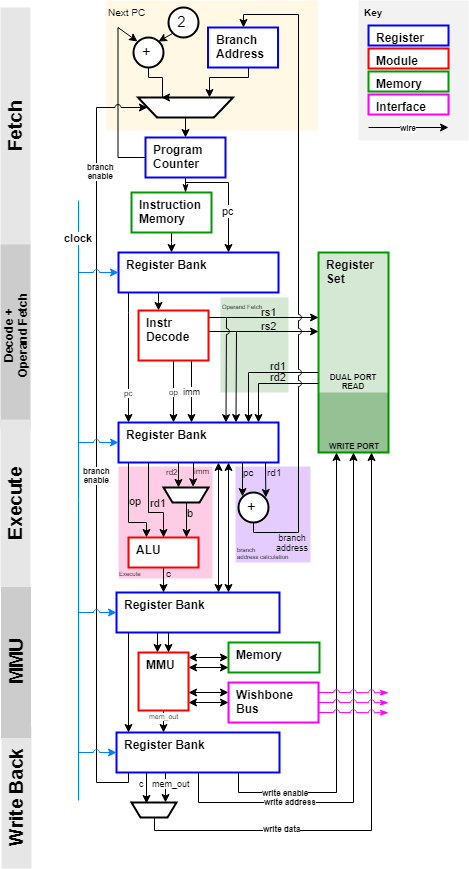 Next PC
2
+
Branch
Address
Key
Register
Module
Memory
Interface
wire
Fetch
Program
Counter
branch
enable
Instruction
Memory
pc
clock
Decode +
Operand Fetch
Register Bank
Register
Set
Operand Fetch
rs1
rs2
Instr
Decode
rd1
rd2
DUAL PORT
READ
pc
op
imm
Execute
Register Bank
WRITE PORT
branch
enable
rd2
imm
pc
rd1
op
rd1
b
+
branch
address
ALU
branch
address calculation
Execute
c
MMU
Register Bank
MMU
Memory
Wishbone
Bus
mem_out
Write Back
Register Bank
c
mem_out
write enable
write address
write data